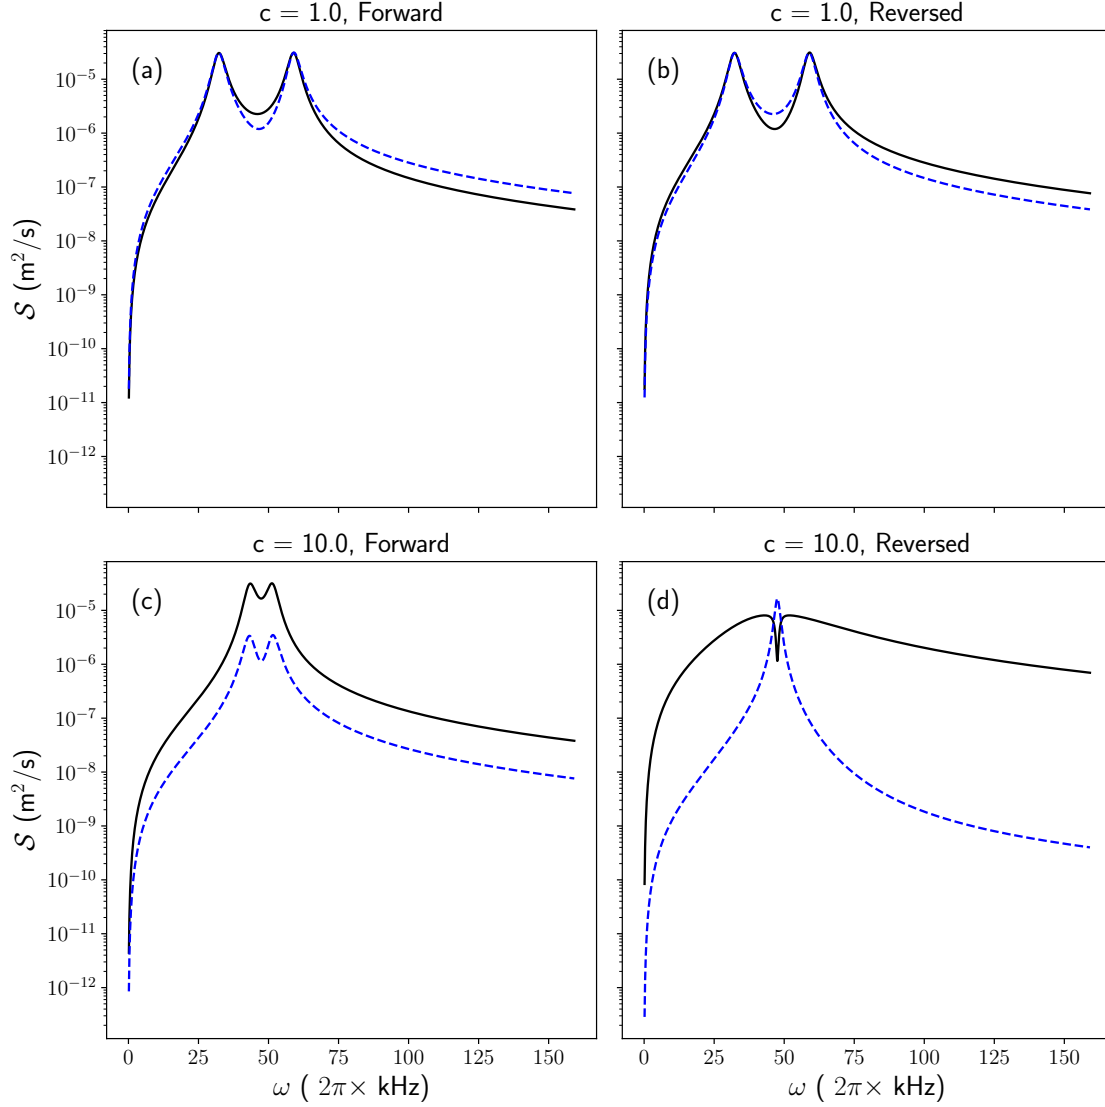 c = 1.0, Forward
c = 1.0, Reversed
(a)
(b)
10⁻⁵
10⁻⁶
10⁻⁷
10⁻⁸
10⁻⁹
10⁻¹⁰
10⁻¹¹
10⁻¹²
𝒮 (m²/s)
c = 10.0, Forward
c = 10.0, Reversed
(c)
(d)
10⁻⁵
10⁻⁶
10⁻⁷
10⁻⁸
10⁻⁹
10⁻¹⁰
10⁻¹¹
10⁻¹²
𝒮 (m²/s)
0 25 50 75 100 125 150
0 25 50 75 100 125 150
ω ( 2π× kHz)
ω ( 2π× kHz)